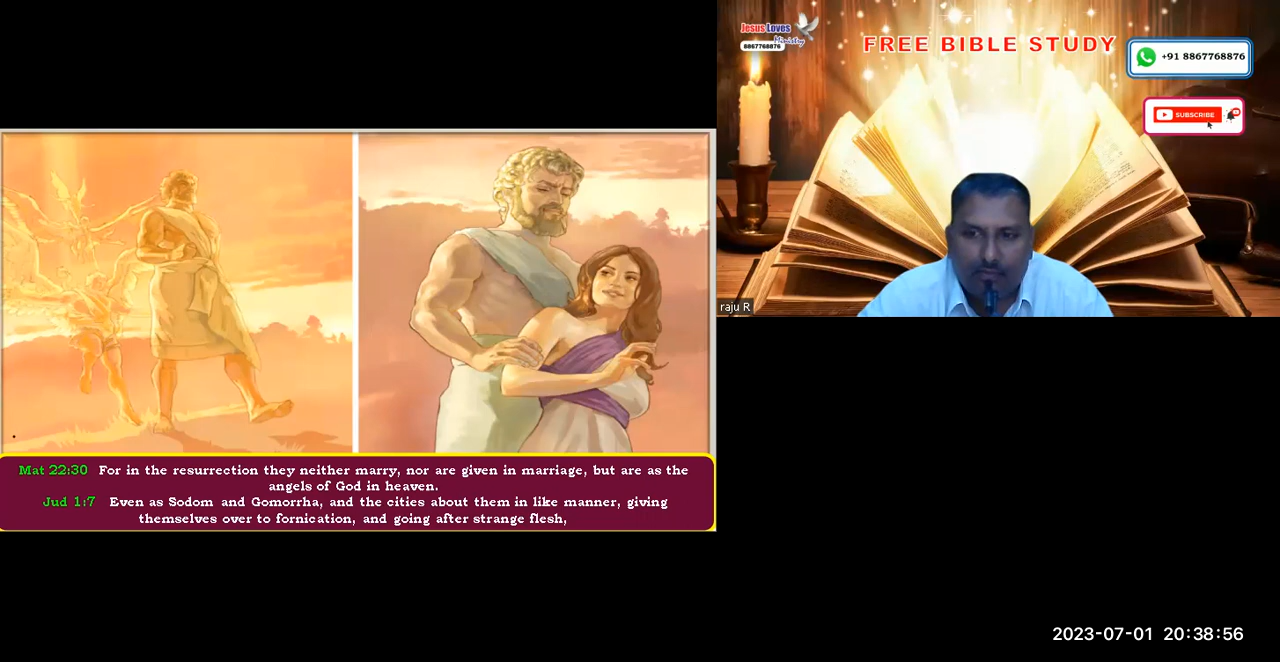 Mat 22:30 For in the resurrection they neither marry, nor are given in marriage, but are as the
angels of God in heaven.
Jud 1:7 Even as Sodom and Gomorrha, and the cities about them in like manner, giving
themselves over to fornication, and going after strange flesh,
Jesus Loves
Ministry
8867768876
FREE BIBLE STUDY
+91 8867768876
SUBSCRIBE
raju R
2023-07-01 20:38:56